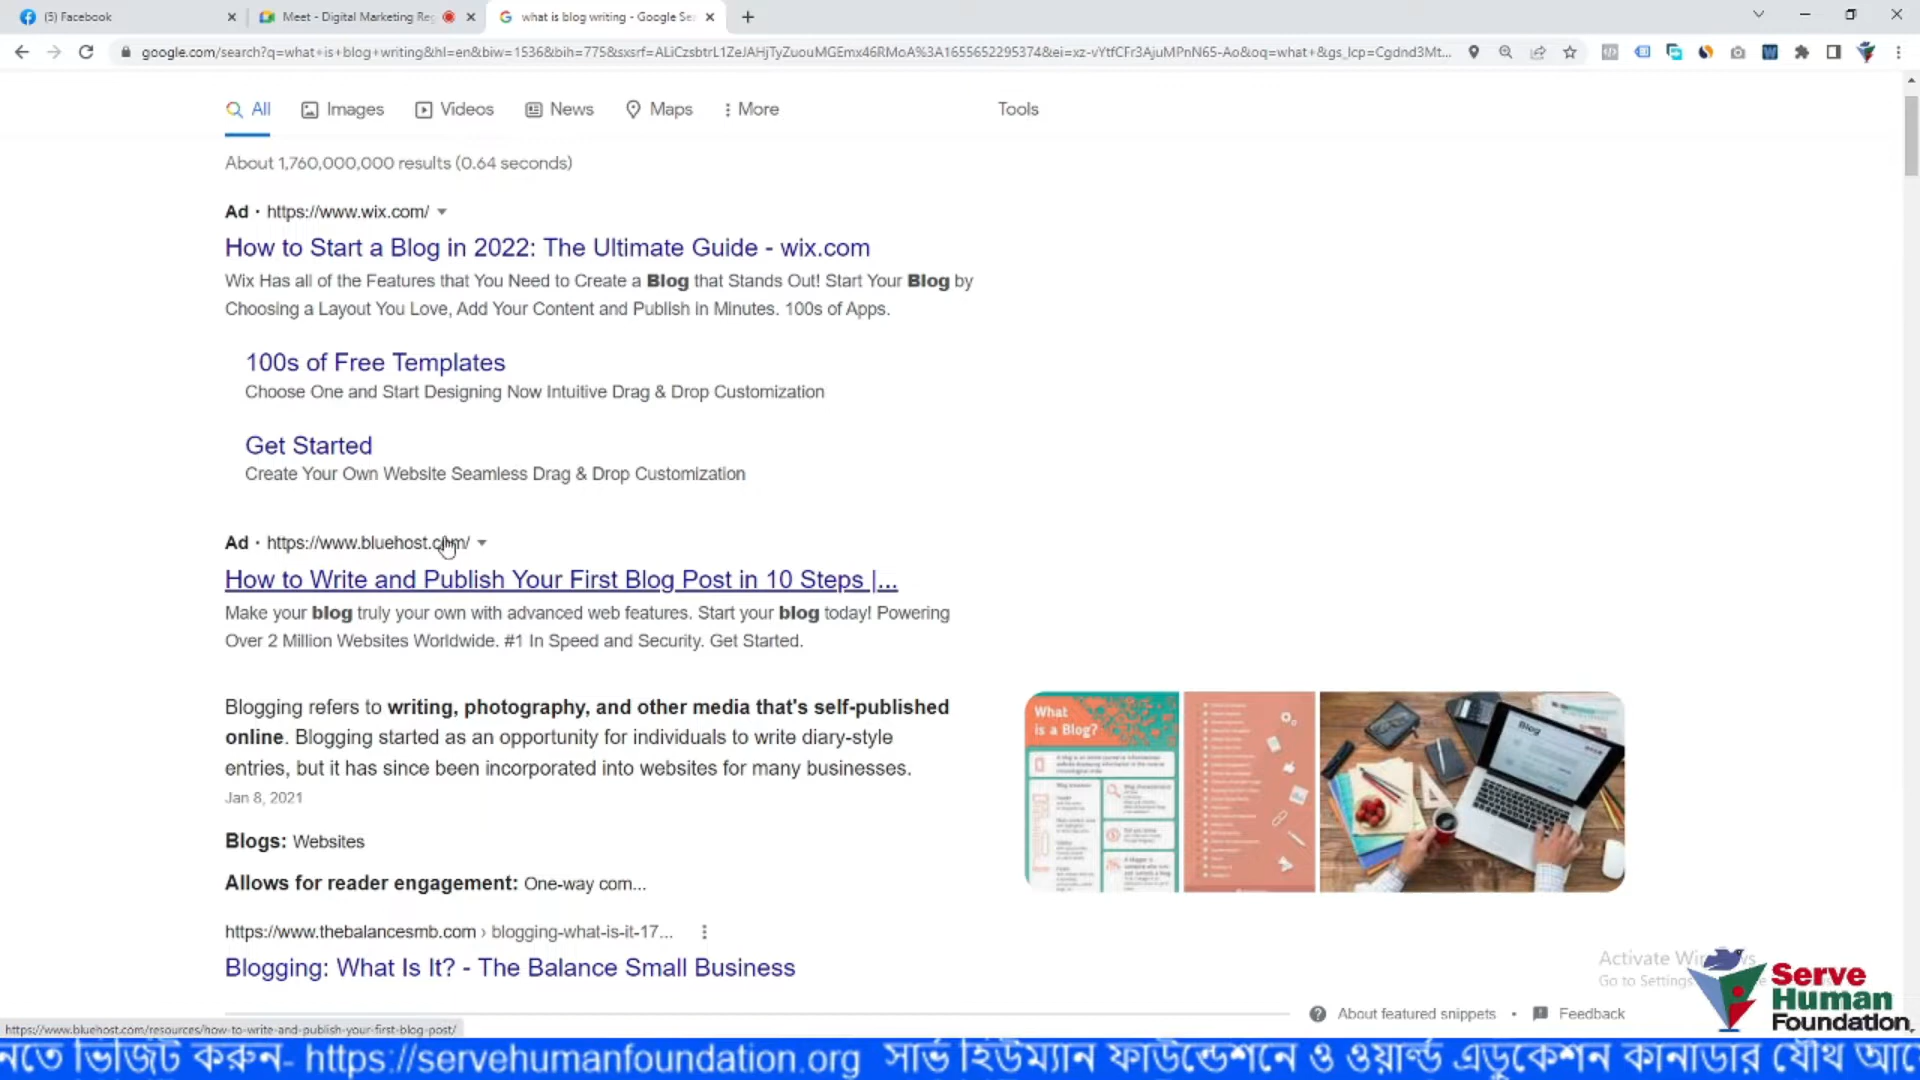 (5) Facebook
Meet - Digital Marketing Re
what is blog writing - Google Se
google.com/search?q=what+is+blog+writing&hl=en&biw=1536&bih=775&sxsrf=ALiCzsbtrL1ZeJAHjTyZuouMGEmx46RMoA%3A1655652295374&ei=xz-vYtfCFr3AjuMPnN65-Ao&oq=what+&gs_lcp=Cgdnd3Mt...
All Images Videos News Maps More Tools
About 1,760,000,000 results (0.64 seconds)
Ad · https://www.wix.com/
How to Start a Blog in 2022: The Ultimate Guide - wix.com
Wix Has all of the Features that You Need to Create a Blog that Stands Out! Start Your Blog by
Choosing a Layout You Love, Add Your Content and Publish in Minutes. 100s of Apps.
100s of Free Templates
Choose One and Start Designing Now Intuitive Drag & Drop Customization
Get Started
Create Your Own Website Seamless Drag & Drop Customization
Ad · https://www.bluehost.com/
How to Write and Publish Your First Blog Post in 10 Steps |...
Make your blog truly your own with advanced web features. Start your blog today! Powering
Over 2 Million Websites Worldwide. #1 In Speed and Security. Get Started.
Blogging refers to writing, photography, and other media that's self-published
online. Blogging started as an opportunity for individuals to write diary-style
entries, but it has since been incorporated into websites for many businesses.
Jan 8, 2021
Blogs: Websites
Allows for reader engagement: One-way com...
https://www.thebalancesmb.com › blogging-what-is-it-17...
Blogging: What Is It? - The Balance Small Business
What
is a Blog?
Blog
Activate Windows
Go to Settings
Serve
Human
Foundation
About featured snippets • Feedback
https://www.bluehost.com/resources/how-to-write-and-publish-your-first-blog-post/
নতে ভিজিট করুন- https://servehumanfoundation.org সার্ভ হিউম্যান ফাউন্ডেশনে ও ওয়ার্ল্ড এডুকেশন কানাডার যৌথ আ